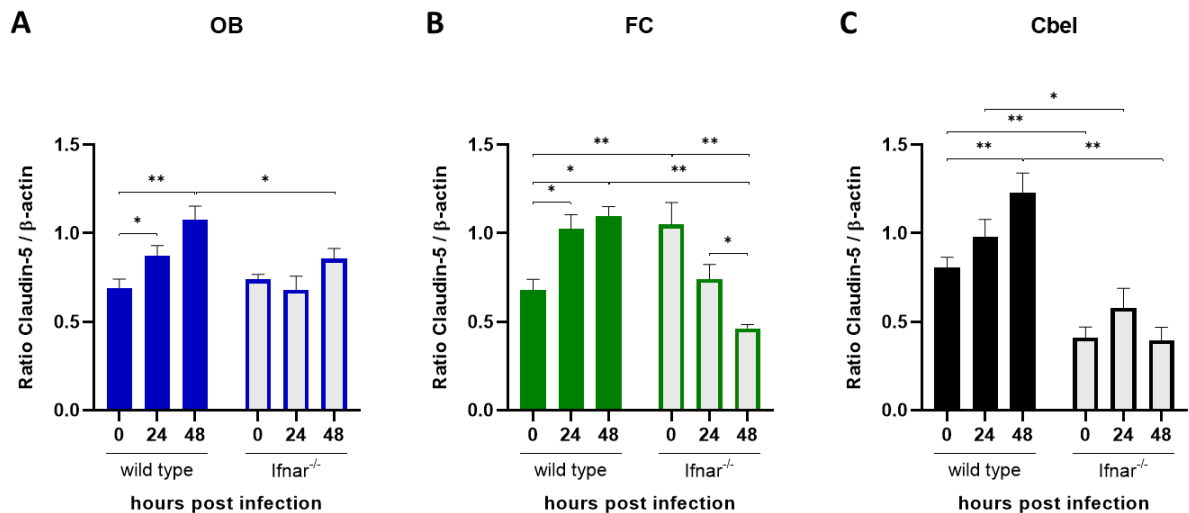 A OB
Ratio Claudin-5 / β-actin
1.5
1.0
0.5
0.0
** *
*
0 24 48 0 24 48
wild type Ifnar-/-
hours post infection
B FC
Ratio Claudin-5 / β-actin
1.5
1.0
0.5
0.0
** **
* **
*
*
0 24 48 0 24 48
wild type Ifnar-/-
hours post infection
C Cbel
Ratio Claudin-5 / β-actin
1.5
1.0
0.5
0.0
*
**
** **
0 24 48 0 24 48
wild type Ifnar-/-
hours post infection